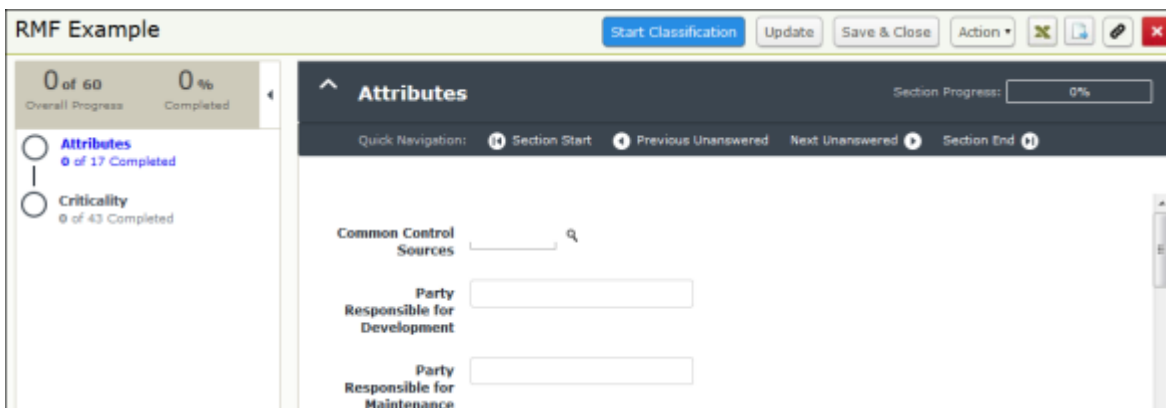 RMF Example
Start Classification
Update
Save & Close
Action
0 of 60
Overall Progress
0 %
Completed
Attributes
0 of 17 Completed
Criticality
0 of 43 Completed
Attributes
Section Progress:
0%
Quick Navigation:
Section Start
Previous Unanswered
Next Unanswered
Section End
Common Control
Sources
Party
Responsible for
Development
Party
Responsible for
Maintenance